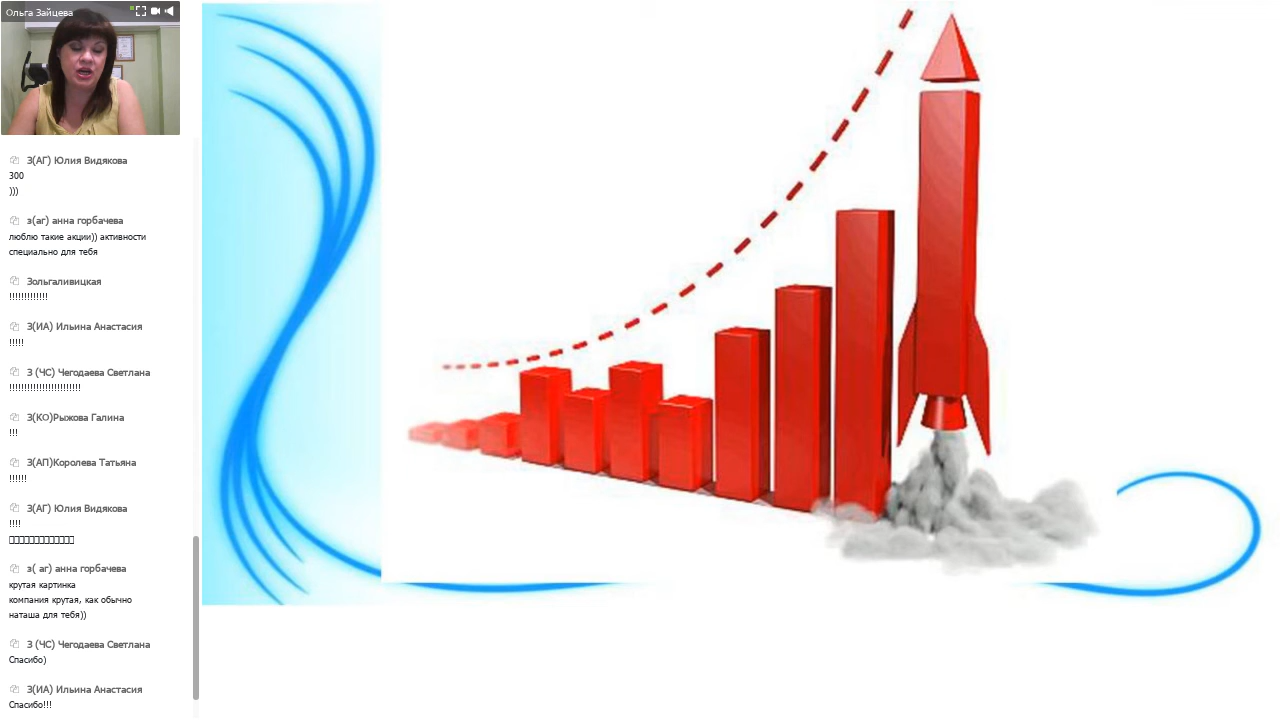 Ольга Зайцева
З(АГ) Юлия Видякова
300
)))
з(аг) анна горбачева
люблю такие акции)) активности
специально для тебя
Зольгаливицкая
!!!!!!!!!!!!!
З(ИА) Ильина Анастасия
!!!!!
З (ЧС) Чегодаева Светлана
!!!!!!!!!!!!!!!!!!!!!!!!
З(КО)Рыжова Галина
!!!
З(АП)Королева Татьяна
!!!!!!
З(АГ) Юлия Видякова
!!!!
з( аг) анна горбачева
крутая картинка
компания крутая, как обычно
наташа для тебя))
З (ЧС) Чегодаева Светлана
Спасибо)
З(ИА) Ильина Анастасия
Спасибо!!!